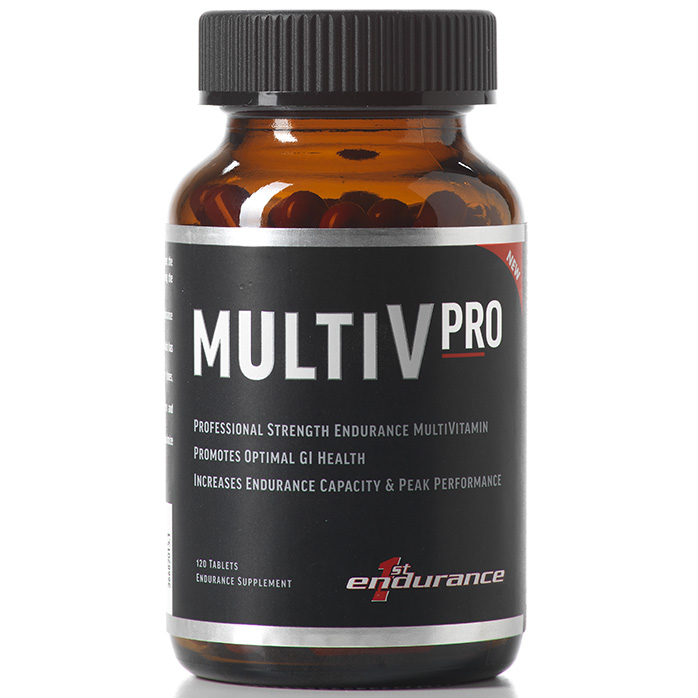 NEW
MULTIV PRO
PROFESSIONAL STRENGTH ENDURANCE MULTIVITAMIN
PROMOTES OPTIMAL GI HEALTH
INCREASES ENDURANCE CAPACITY & PEAK PERFORMANCE
120 TABLETS
ENDURANCE SUPPLEMENT
1st
endurance